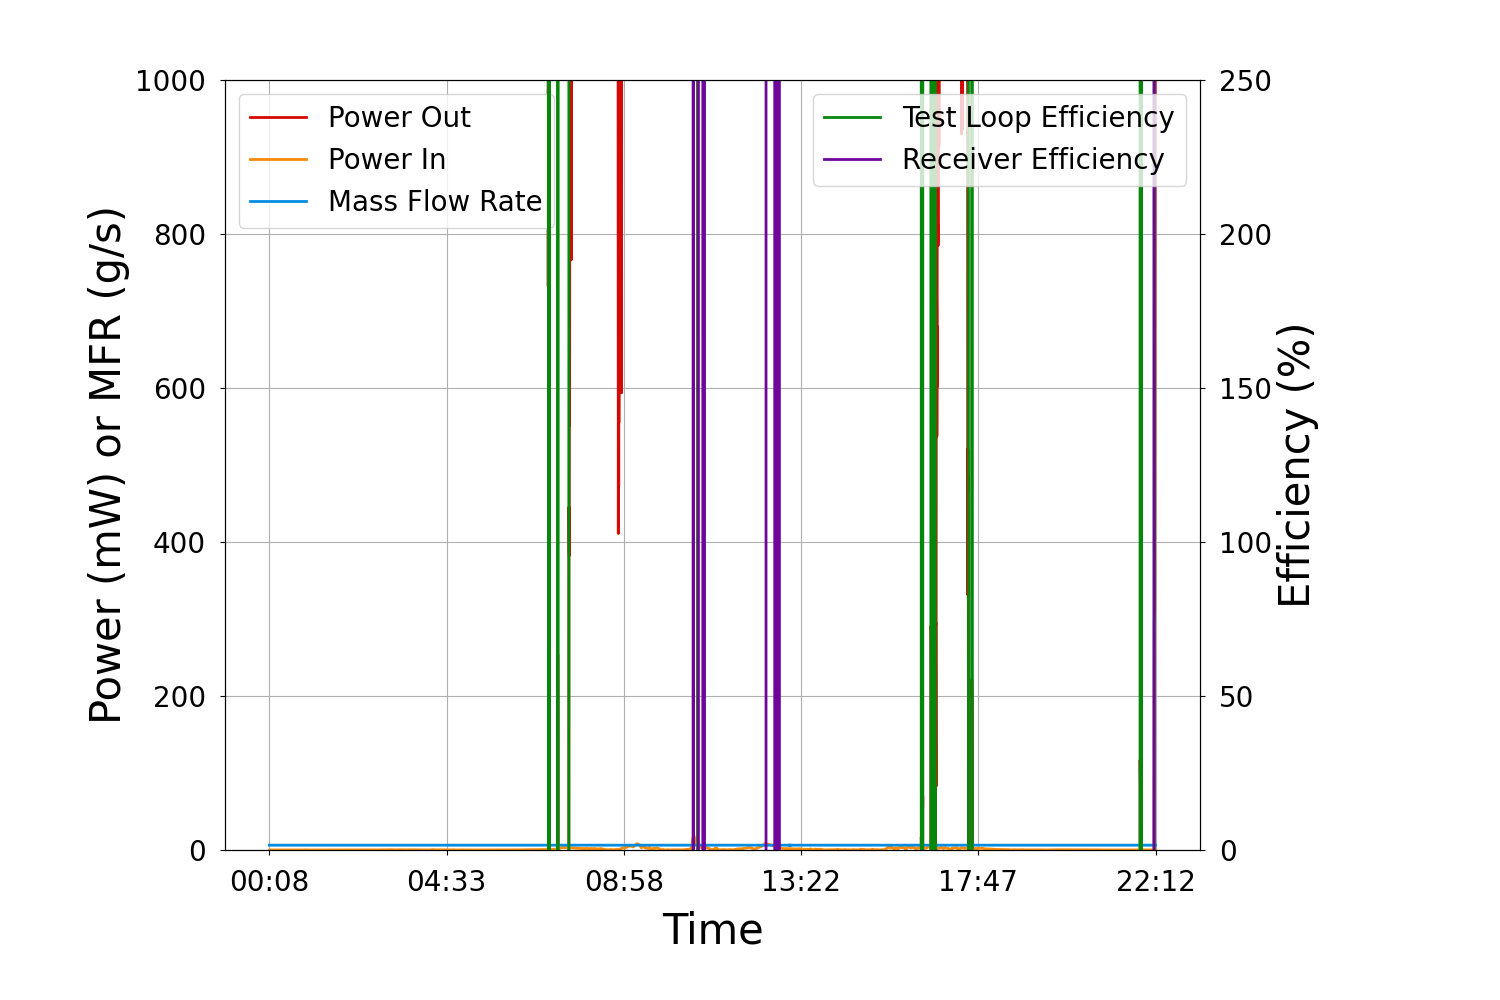 1000
800
600
400
200
0
Power (mW) or MFR (g/s)
Power Out
Power In
Mass Flow Rate
Test Loop Efficiency
Receiver Efficiency
250
200
150
100
50
0
Efficiency (%)
00:08 04:33 08:58 13:22 17:47 22:12
Time